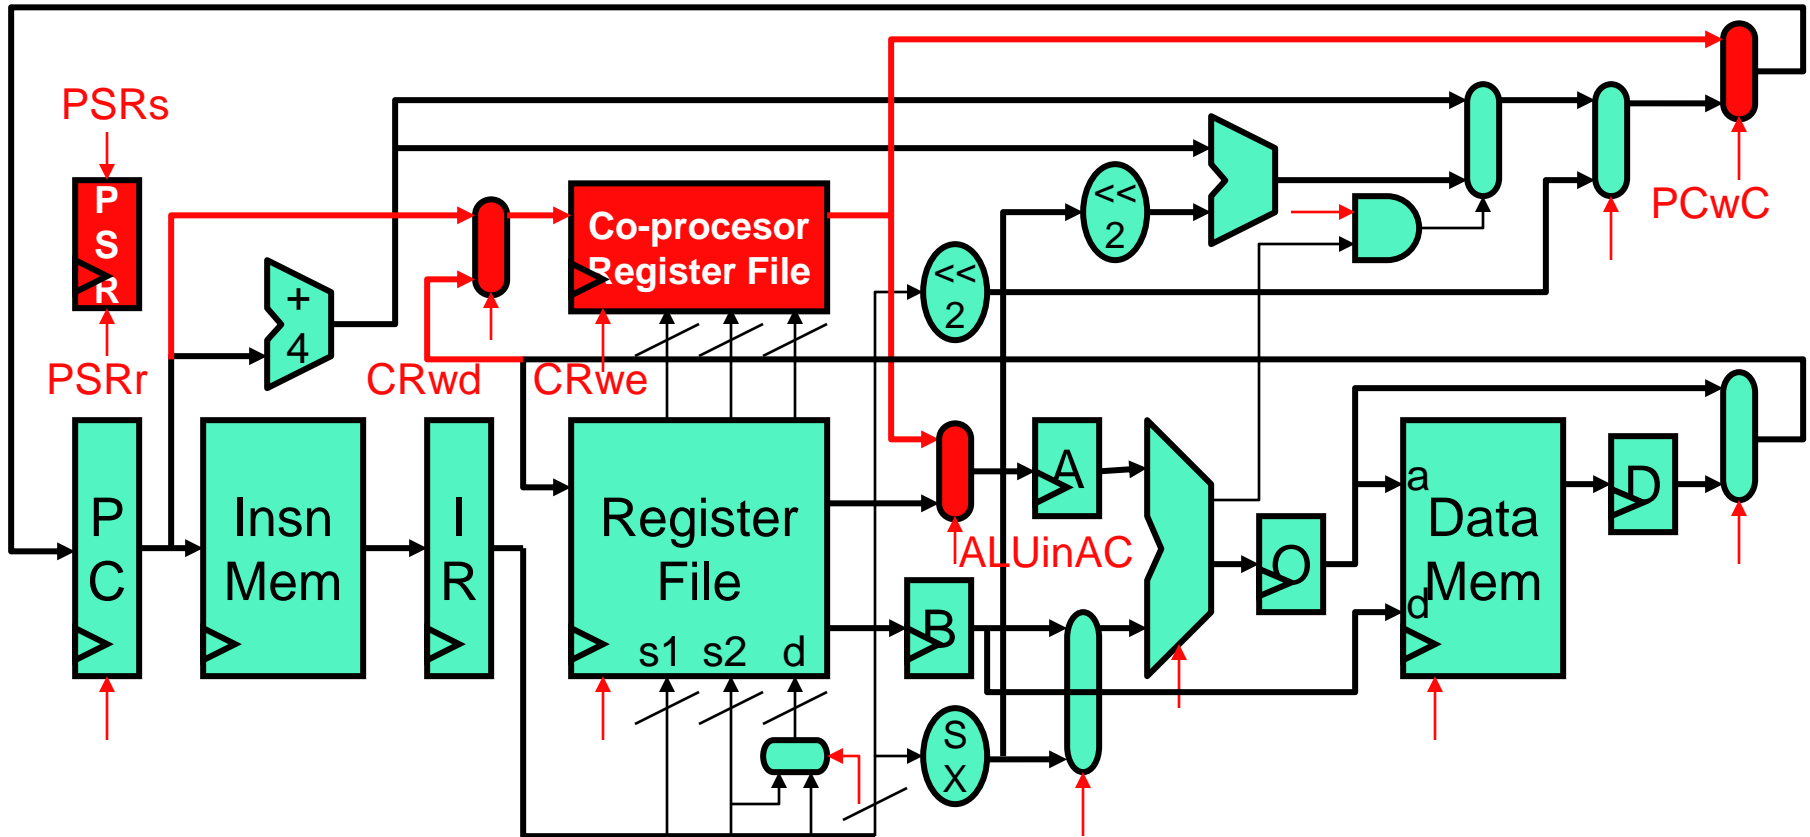 PSRs
P
S
R
PSRr
+
4
CRwd
CRwe
Co-procesor
Register File
<<
2
<<
2
PCwC
P
C
Insn
Mem
I
R
Register
File
s1 s2 d
ALUinAC
A
B
S
X
O
a
Data
Mem
d
D